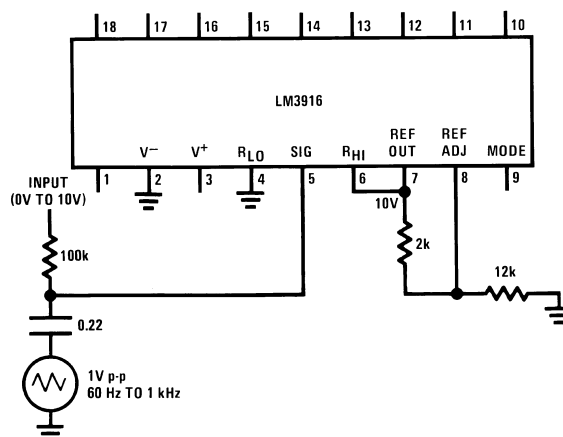 18 17 16 15 14 13 12 11 10
LM3916
REF REF
V⁻ V⁺ RLO SIG RHI OUT ADJ MODE
1 2 3 4 5 6 7 8 9
INPUT
(0V TO 10V)
10V
100k
2k
12k
0.22
1V p-p
60 Hz TO 1 kHz